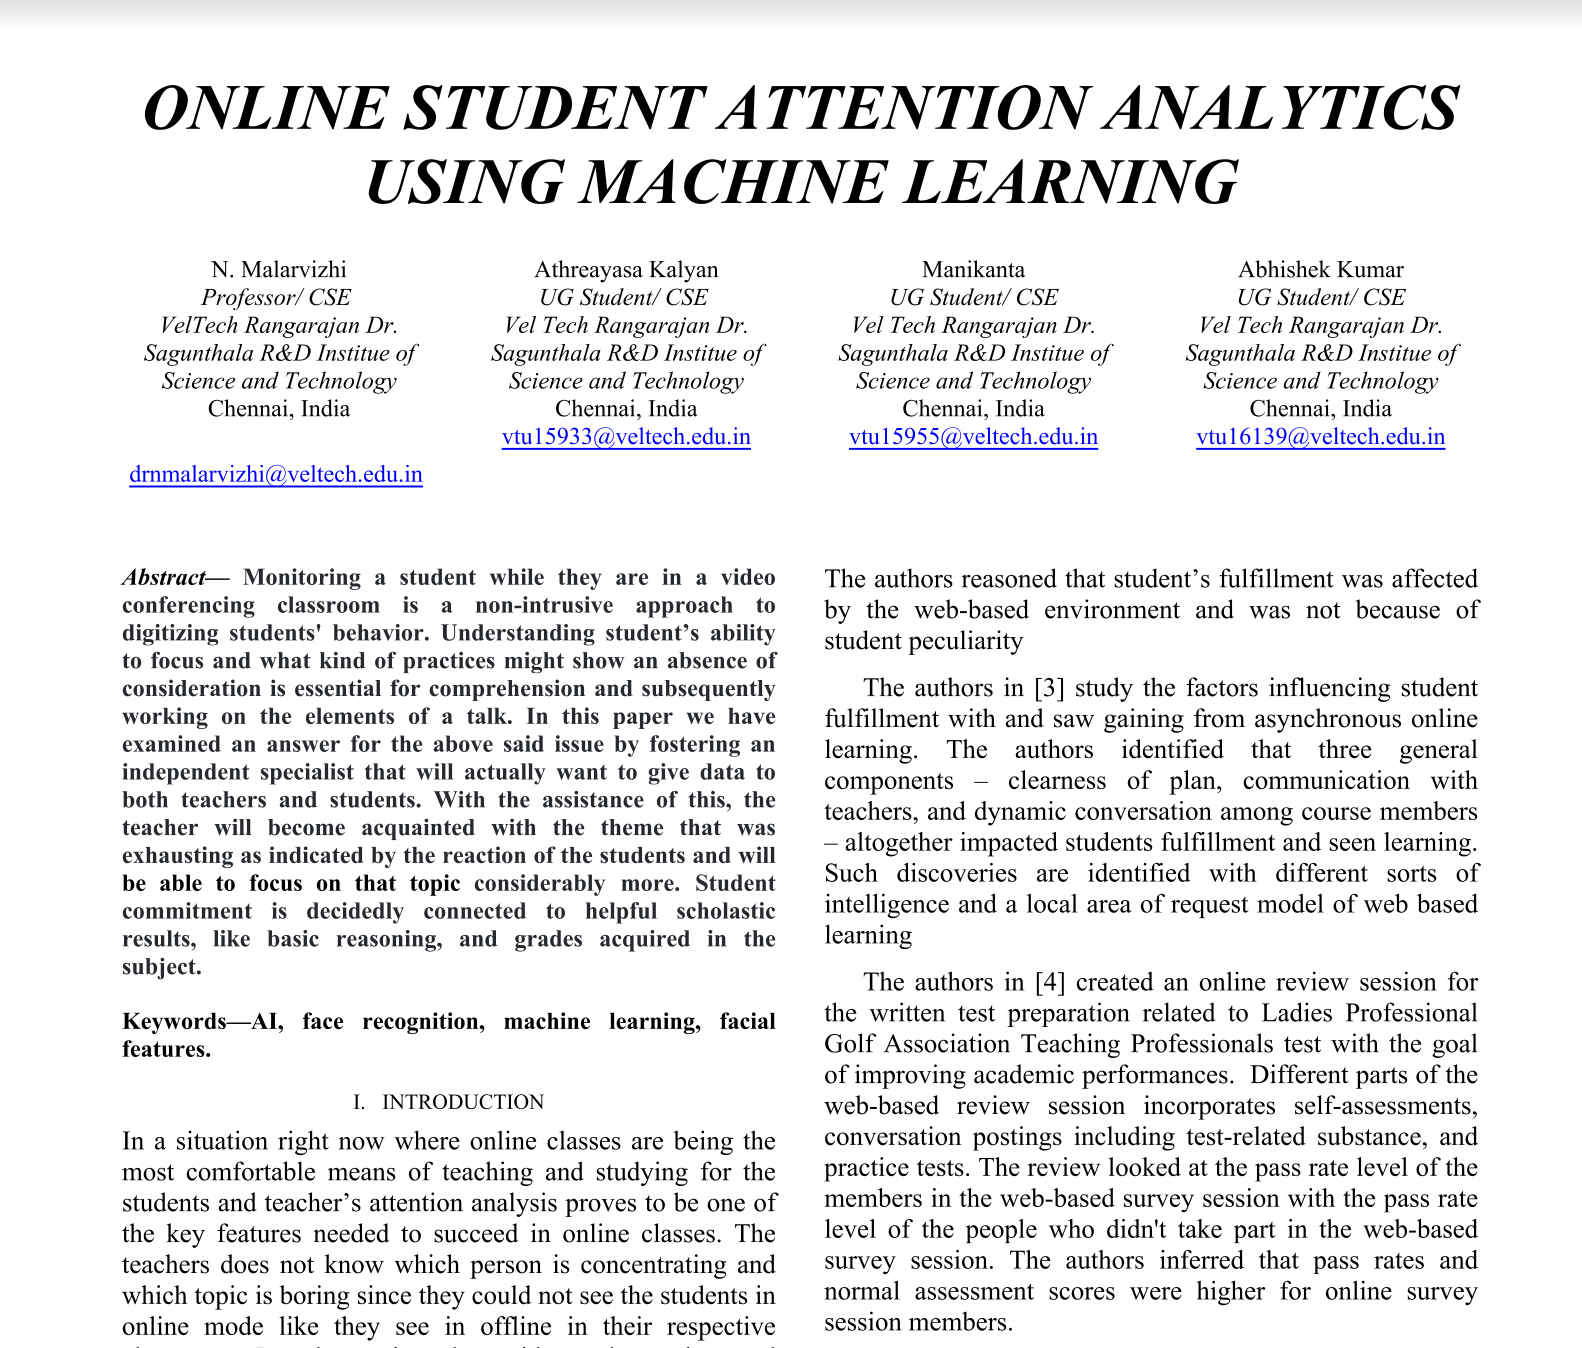 ONLINE STUDENT ATTENTION ANALYTICS
USING MACHINE LEARNING
N. Malarvizhi
Professor/ CSE
VelTech Rangarajan Dr.
Sagunthala R&D Institue of
Science and Technology
Chennai, India
drnmalarvizhi@veltech.edu.in
Athreayasa Kalyan
UG Student/ CSE
Vel Tech Rangarajan Dr.
Sagunthala R&D Institue of
Science and Technology
Chennai, India
vtu15933@veltech.edu.in
Manikanta
UG Student/ CSE
Vel Tech Rangarajan Dr.
Sagunthala R&D Institue of
Science and Technology
Chennai, India
vtu15955@veltech.edu.in
Abhishek Kumar
UG Student/ CSE
Vel Tech Rangarajan Dr.
Sagunthala R&D Institue of
Science and Technology
Chennai, India
vtu16139@veltech.edu.in
Abstract— Monitoring a student while they are in a video
conferencing classroom is a non-intrusive approach to
digitizing students' behavior. Understanding student’s ability
to focus and what kind of practices might show an absence of
consideration is essential for comprehension and subsequently
working on the elements of a talk. In this paper we have
examined an answer for the above said issue by fostering an
independent specialist that will actually want to give data to
both teachers and students. With the assistance of this, the
teacher will become acquainted with the theme that was
exhausting as indicated by the reaction of the students and will
be able to focus on that topic considerably more. Student
commitment is decidedly connected to helpful scholastic
results, like basic reasoning, and grades acquired in the
subject.
Keywords—AI, face recognition, machine learning, facial
features.
I. INTRODUCTION
In a situation right now where online classes are being the
most comfortable means of teaching and studying for the
students and teacher’s attention analysis proves to be one of
the key features needed to succeed in online classes. The
teachers does not know which person is concentrating and
which topic is boring since they could not see the students in
online mode like they see in offline in their respective
The authors reasoned that student’s fulfillment was affected
by the web-based environment and was not because of
student peculiarity
The authors in [3] study the factors influencing student
fulfillment with and saw gaining from asynchronous online
learning. The authors identified that three general
components – clearness of plan, communication with
teachers, and dynamic conversation among course members
– altogether impacted students fulfillment and seen learning.
Such discoveries are identified with different sorts of
intelligence and a local area of request model of web based
learning
The authors in [4] created an online review session for
the written test preparation related to Ladies Professional
Golf Association Teaching Professionals test with the goal
of improving academic performances. Different parts of the
web-based review session incorporates self-assessments,
conversation postings including test-related substance, and
practice tests. The review looked at the pass rate level of the
members in the web-based survey session with the pass rate
level of the people who didn't take part in the web-based
survey session. The authors inferred that pass rates and
normal assessment scores were higher for online survey
session members.